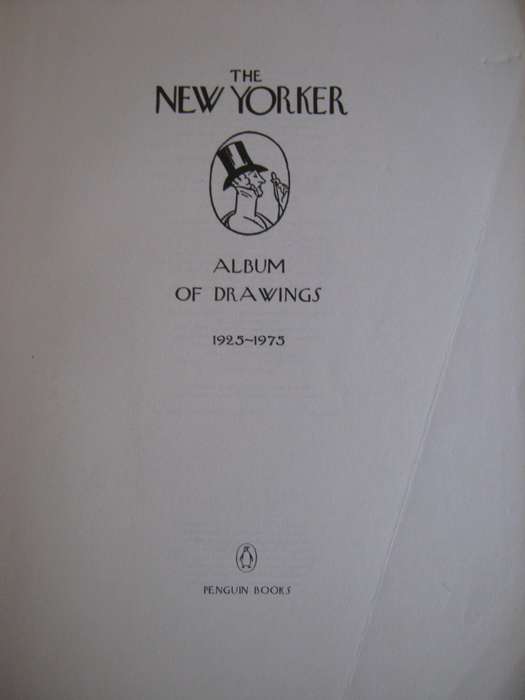 THE
NEW YORKER
ALBUM
OF DRAWINGS
1925~1975
PENGUIN BOOKS